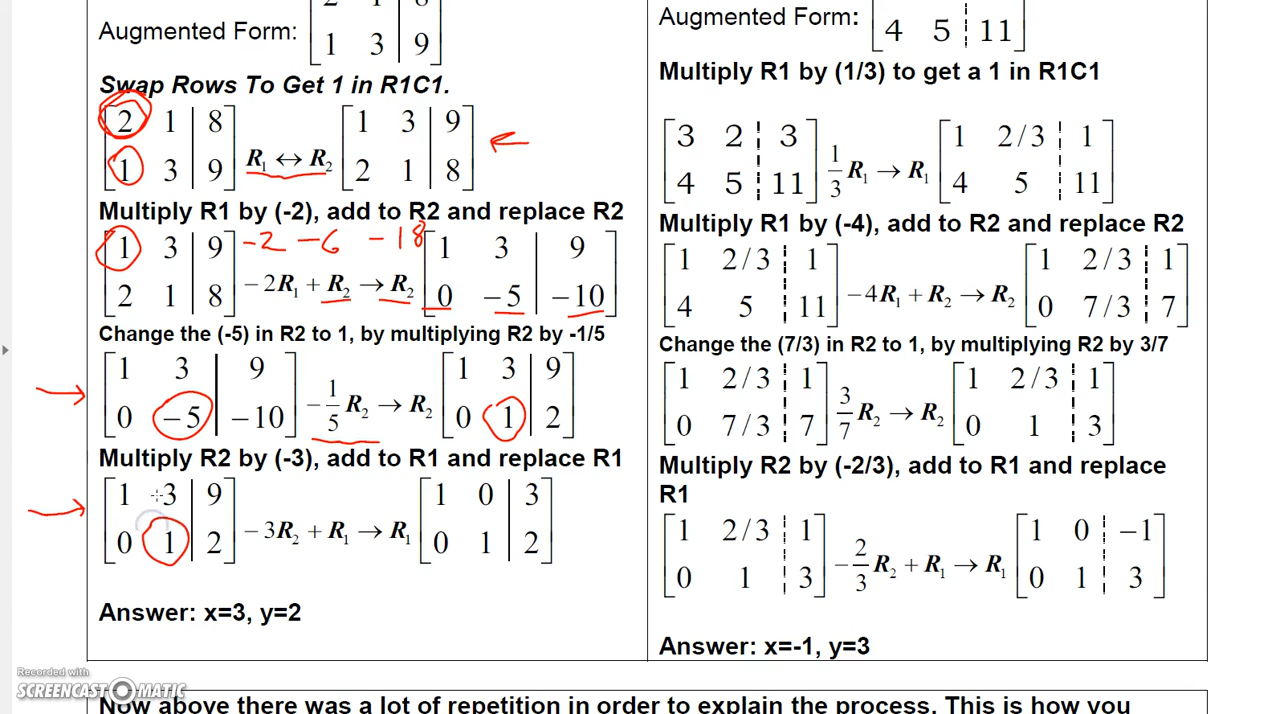 2 1 | 8
Augmented Form: [1 3 | 9]
Swap Rows To Get 1 in R1C1.
[2 1 | 8] [1 3 | 9]
[1 3 | 9] R₁ ↔ R₂ [2 1 | 8]
Multiply R1 by (-2), add to R2 and replace R2
[1 3 | 9] -2 -6 -18 [1 3 | 9]
[2 1 | 8] −2R₁ + R₂ → R₂ [0 −5 | −10]
Change the (-5) in R2 to 1, by multiplying R2 by -1/5
[1 3 | 9] [1 3 | 9]
[0 −5 | −10] −1/5 R₂ → R₂ [0 1 | 2]
Multiply R2 by (-3), add to R1 and replace R1
[1 3 | 9] [1 0 | 3]
[0 1 | 2] −3R₂ + R₁ → R₁ [0 1 | 2]
Answer: x=3, y=2
Augmented Form: [4 5 ¦ 11]
Multiply R1 by (1/3) to get a 1 in R1C1
[3 2 ¦ 3] [1 2/3 ¦ 1]
[4 5 ¦ 11] 1/3 R₁ → R₁ [4 5 ¦ 11]
Multiply R1 by (-4), add to R2 and replace R2
[1 2/3 ¦ 1] [1 2/3 ¦ 1]
[4 5 ¦ 11] −4R₁ + R₂ → R₂ [0 7/3 ¦ 7]
Change the (7/3) in R2 to 1, by multiplying R2 by 3/7
[1 2/3 ¦ 1] [1 2/3 ¦ 1]
[0 7/3 ¦ 7] 3/7 R₂ → R₂ [0 1 ¦ 3]
Multiply R2 by (-2/3), add to R1 and replace
R1
[1 2/3 ¦ 1] [1 0 ¦ −1]
[0 1 ¦ 3] −2/3 R₂ + R₁ → R₁ [0 1 ¦ 3]
Answer: x=-1, y=3
Recorded with
SCREENCAST-O-MATIC
Now above there was a lot of repetition in order to explain the process. This is how you